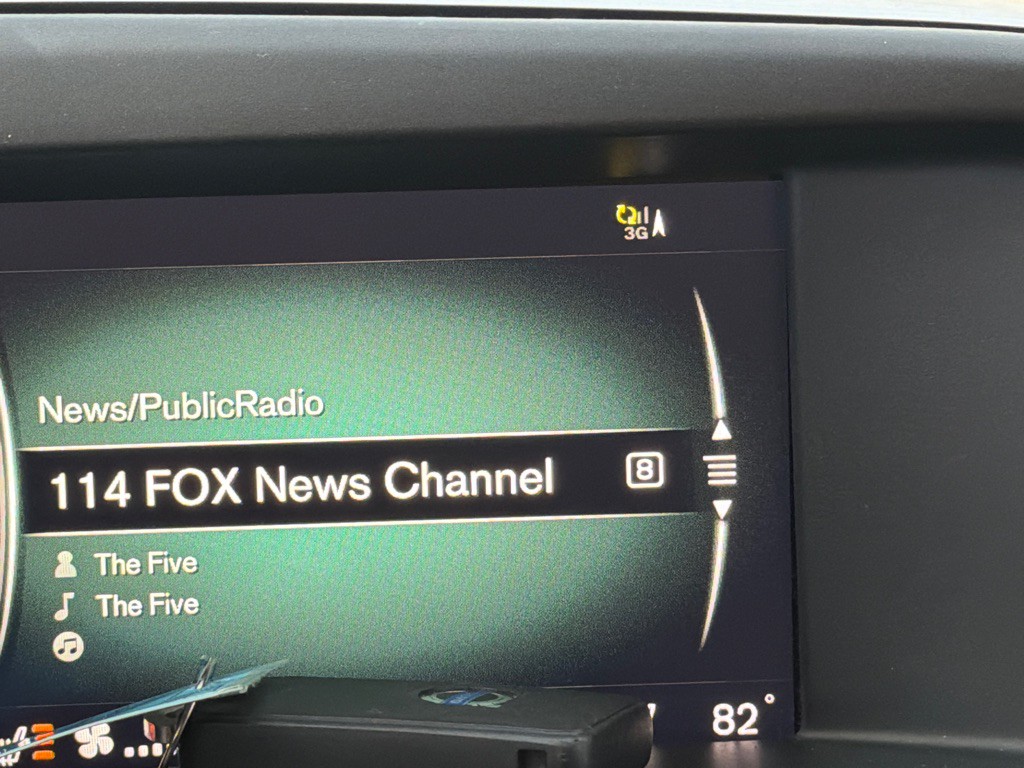 3G
News/PublicRadio
114 FOX News Channel 8
The Five
The Five
82°